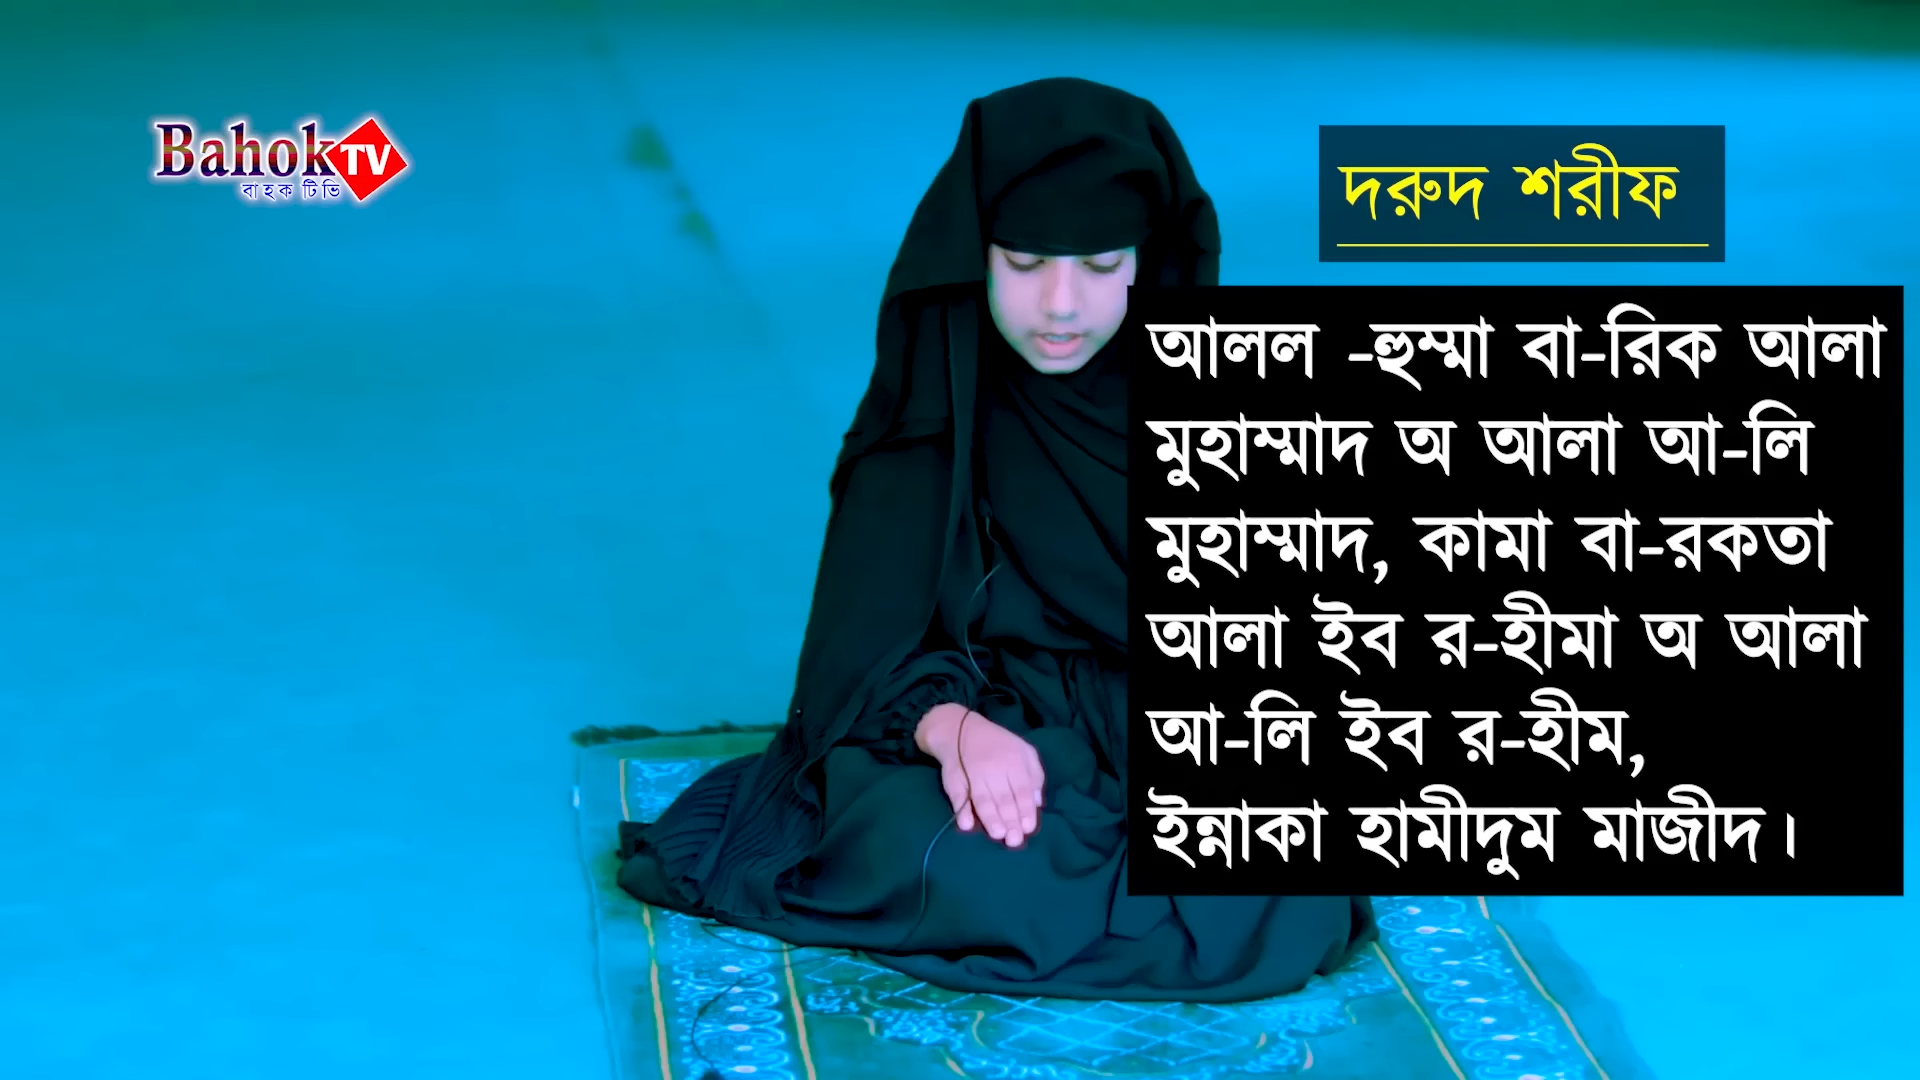 Bahok TV
বাহক টিভি
দরুদ শরীফ
আলল -হুম্মা বা-রিক আলা
মুহাম্মাদ অ আলা আ-লি
মুহাম্মাদ, কামা বা-রকতা
আলা ইব র-হীমা অ আলা
আ-লি ইব র-হীম,
ইন্নাকা হামীদুম মাজীদ।